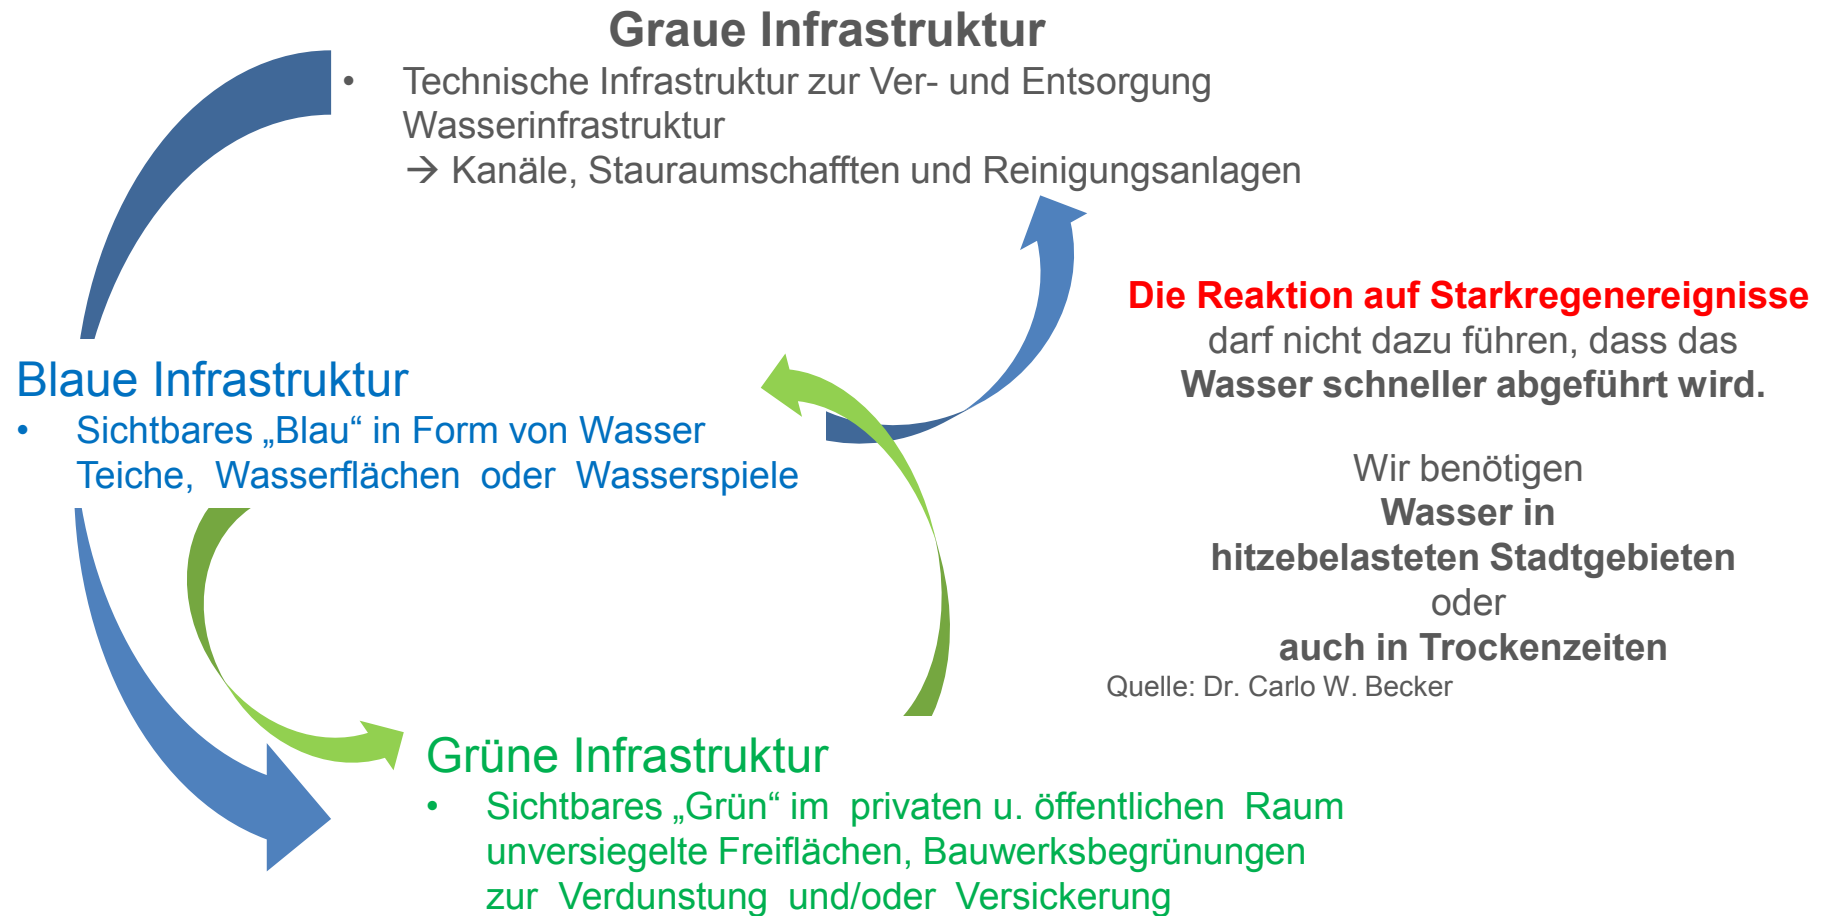 Graue Infrastruktur
• Technische Infrastruktur zur Ver- und Entsorgung
Wasserinfrastruktur
→ Kanäle, Stauraumschafften und Reinigungsanlagen
Blaue Infrastruktur
• Sichtbares „Blau“ in Form von Wasser
Teiche, Wasserflächen oder Wasserspiele
Die Reaktion auf Starkregenereignisse
darf nicht dazu führen, dass das
Wasser schneller abgeführt wird.
Wir benötigen
Wasser in
hitzebelasteten Stadtgebieten
oder
auch in Trockenzeiten
Quelle: Dr. Carlo W. Becker
Grüne Infrastruktur
• Sichtbares „Grün“ im privaten u. öffentlichen Raum
unversiegelte Freiflächen, Bauwerksbegrünungen
zur Verdunstung und/oder Versickerung